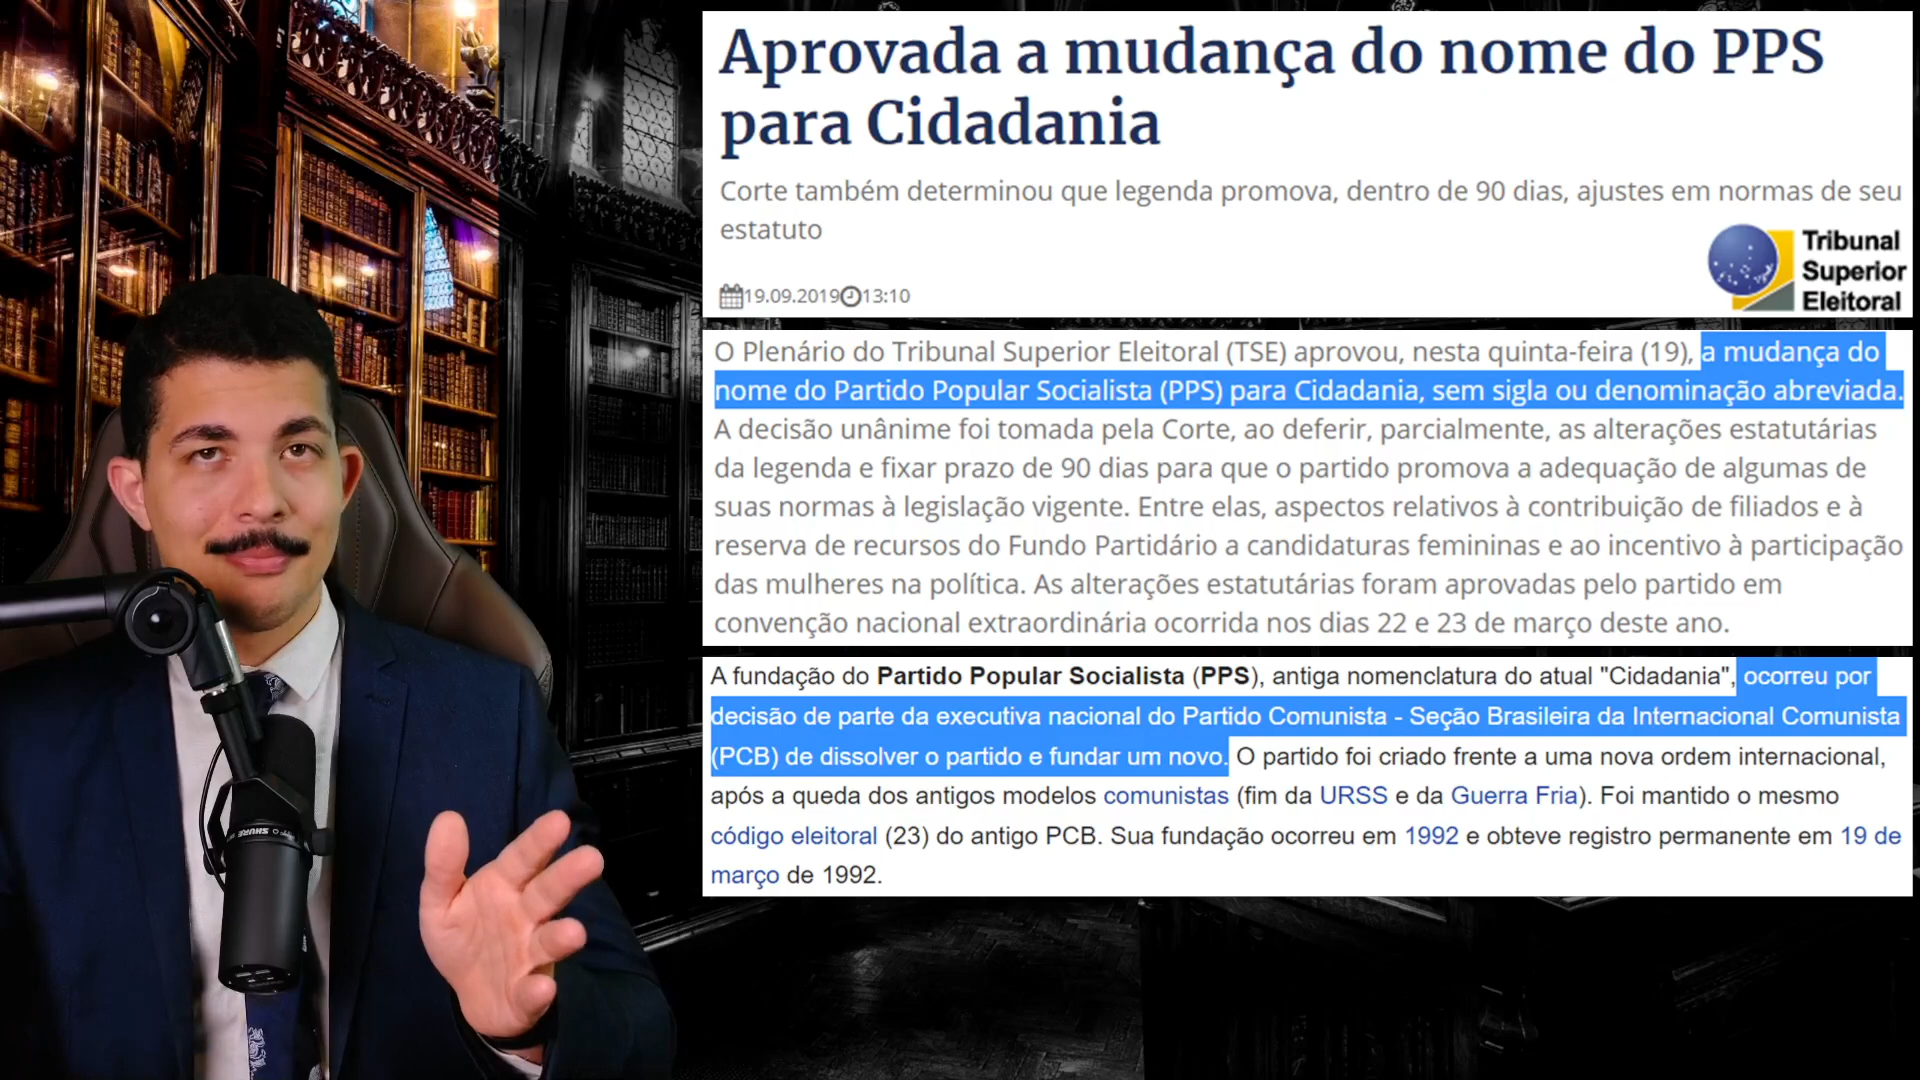 Aprovada a mudança do nome do PPS
para Cidadania
Corte também determinou que legenda promova, dentro de 90 dias, ajustes em normas de seu
estatuto
19.09.2019 13:10
Tribunal
Superior
Eleitoral
O Plenário do Tribunal Superior Eleitoral (TSE) aprovou, nesta quinta-feira (19), a mudança do
nome do Partido Popular Socialista (PPS) para Cidadania, sem sigla ou denominação abreviada.
A decisão unânime foi tomada pela Corte, ao deferir, parcialmente, as alterações estatutárias
da legenda e fixar prazo de 90 dias para que o partido promova a adequação de algumas de
suas normas à legislação vigente. Entre elas, aspectos relativos à contribuição de filiados e à
reserva de recursos do Fundo Partidário a candidaturas femininas e ao incentivo à participação
das mulheres na política. As alterações estatutárias foram aprovadas pelo partido em
convenção nacional extraordinária ocorrida nos dias 22 e 23 de março deste ano.
A fundação do Partido Popular Socialista (PPS), antiga nomenclatura do atual "Cidadania", ocorreu por
decisão de parte da executiva nacional do Partido Comunista - Seção Brasileira da Internacional Comunista
(PCB) de dissolver o partido e fundar um novo. O partido foi criado frente a uma nova ordem internacional,
após a queda dos antigos modelos comunistas (fim da URSS e da Guerra Fria). Foi mantido o mesmo
código eleitoral (23) do antigo PCB. Sua fundação ocorreu em 1992 e obteve registro permanente em 19 de
março de 1992.
SHURE